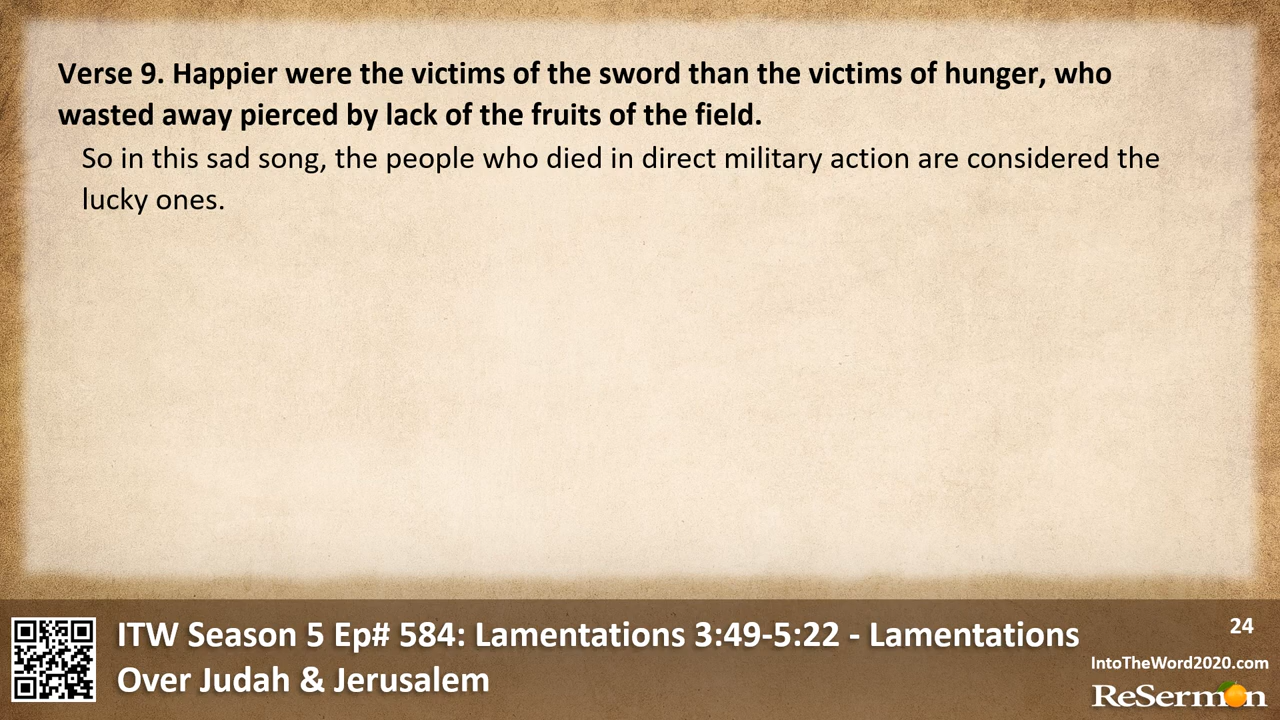 Verse 9. Happier were the victims of the sword than the victims of hunger, who
wasted away pierced by lack of the fruits of the field.
So in this sad song, the people who died in direct military action are considered the
lucky ones.
ITW Season 5 Ep# 584: Lamentations 3:49-5:22 - Lamentations
Over Judah & Jerusalem
24
IntoTheWord2020.com
ReSermon